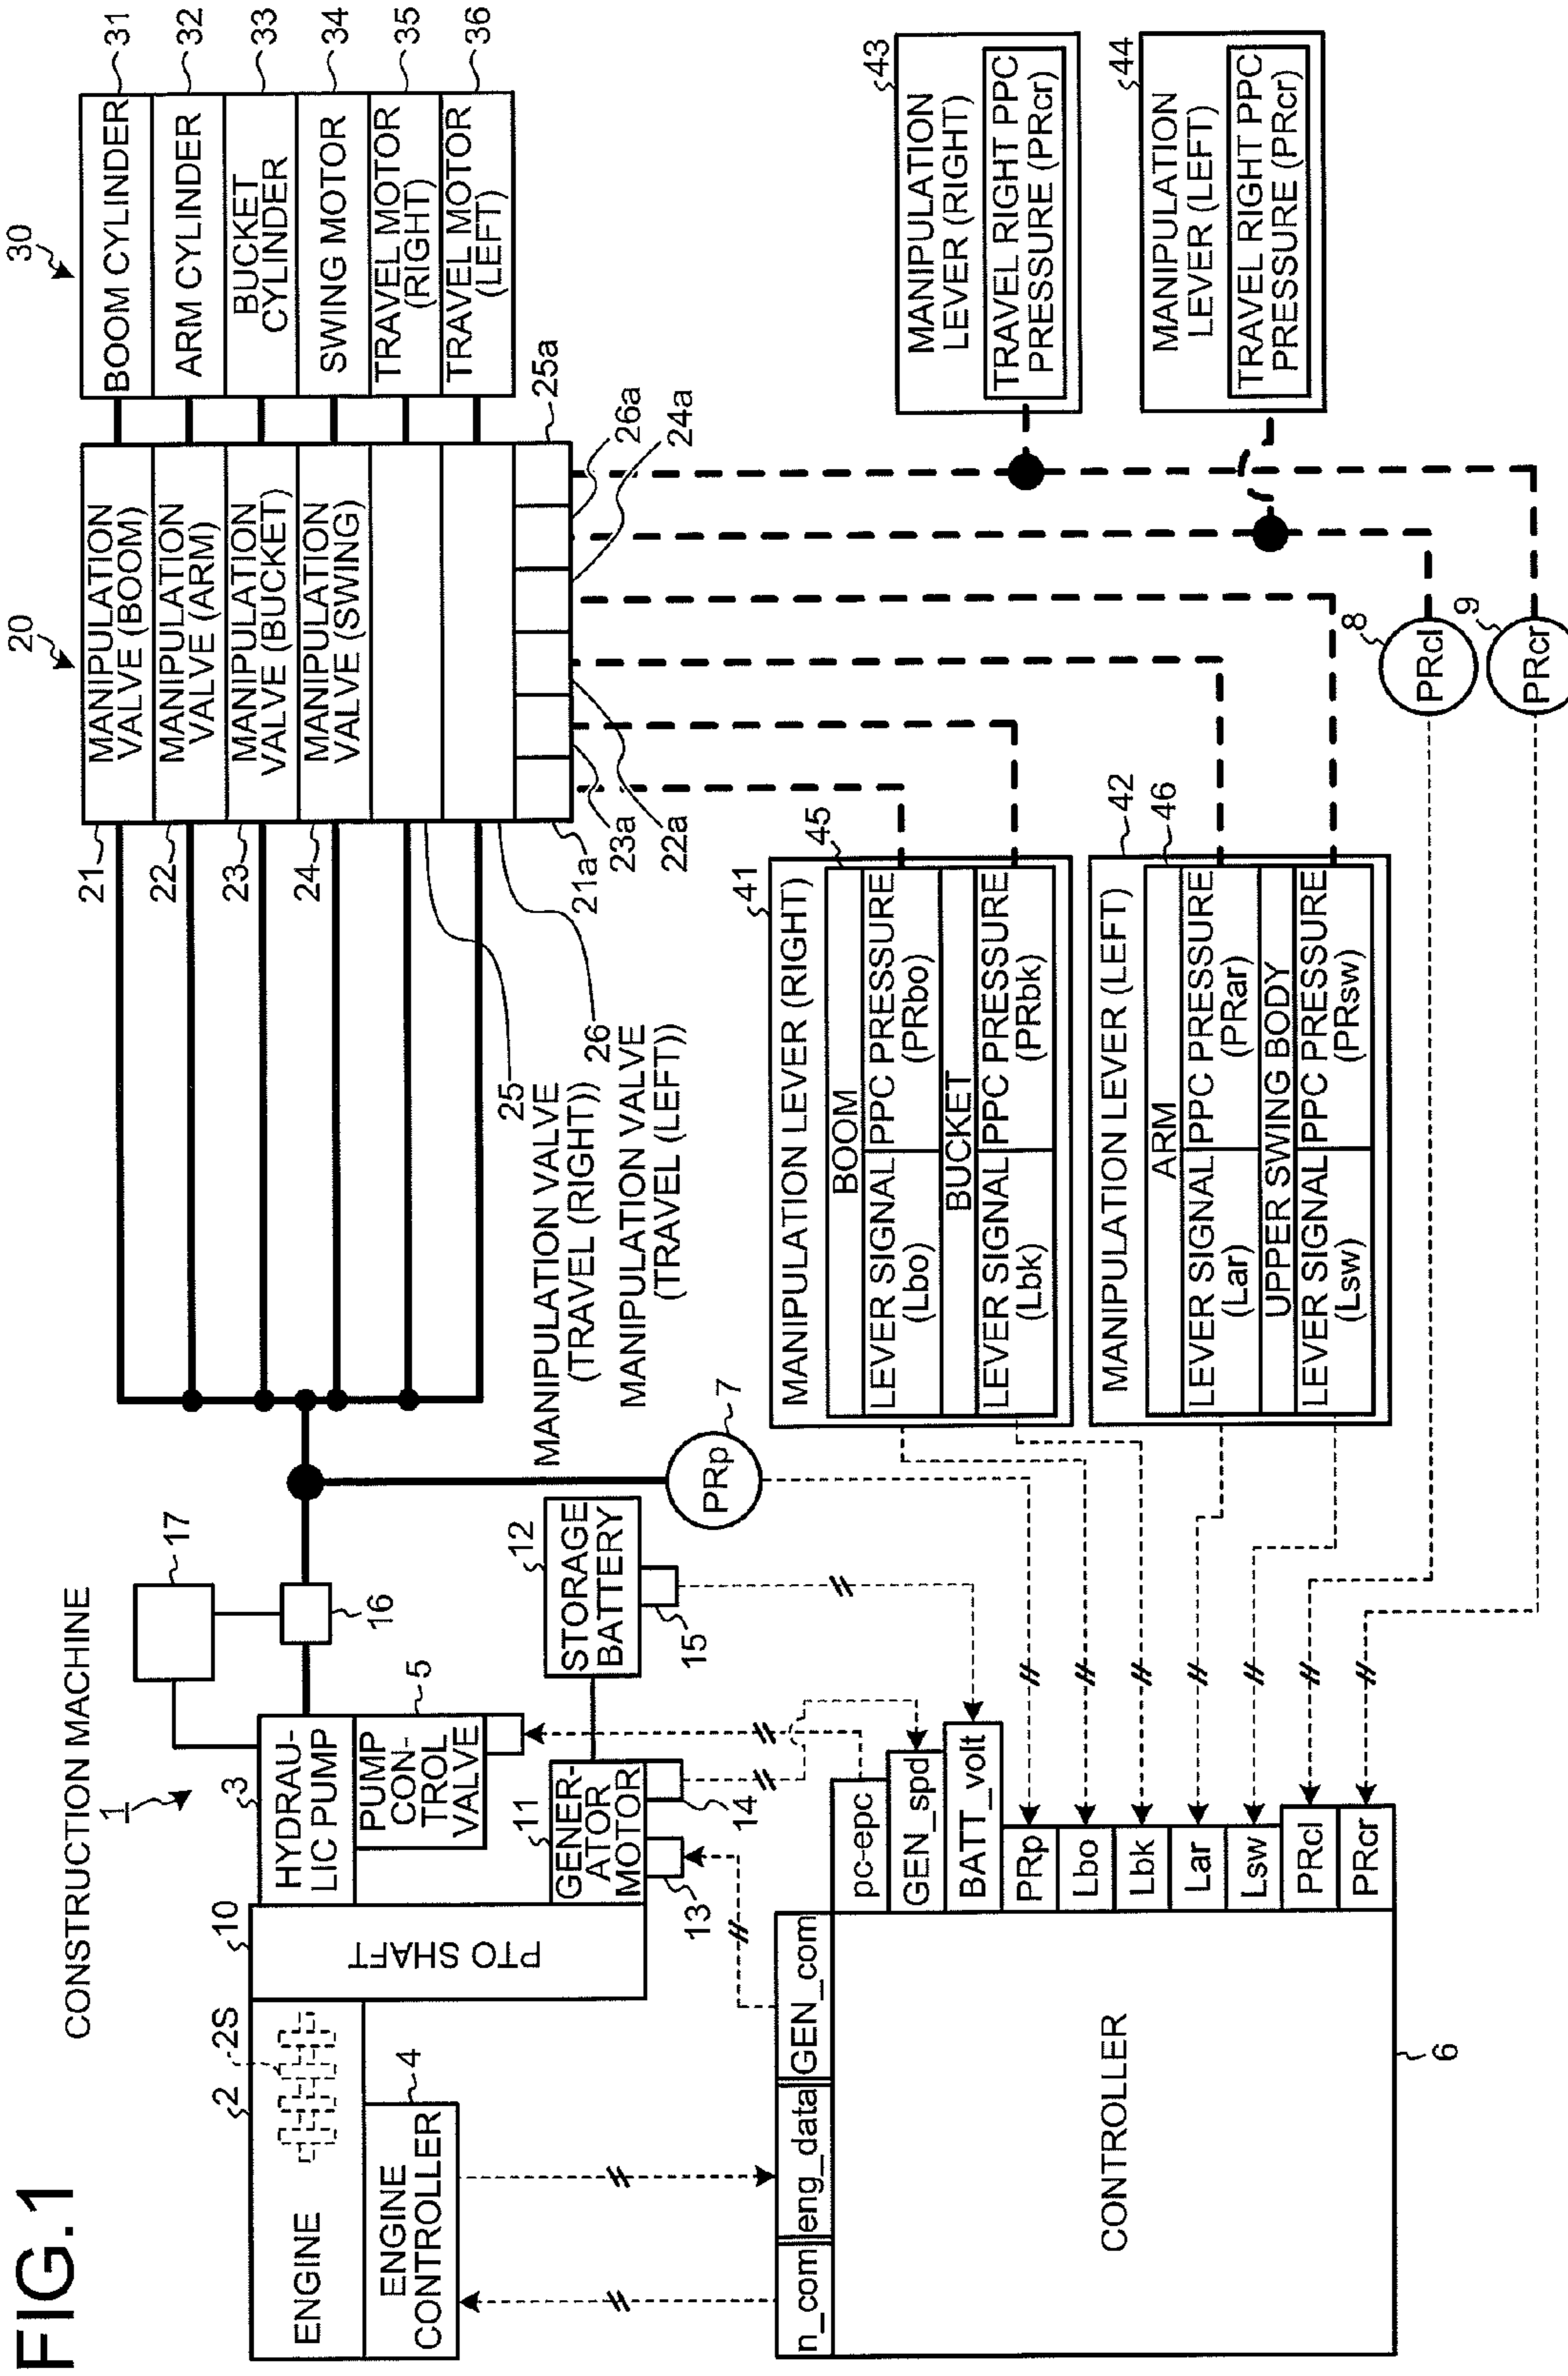 FIG.1
CONSTRUCTION MACHINE
1
2
2S
ENGINE
4
ENGINE
CONTROLLER
10
PTO SHAFT
3
HYDRAU-
LIC PUMP
5
PUMP
CON-
TROL
VALVE
17
16
11
GENER-
ATOR
MOTOR
13
14
12
STORAGE
BATTERY
15
PRp
7
20
21
MANIPULATION
VALVE (BOOM)
22
MANIPULATION
VALVE (ARM)
23
MANIPULATION
VALVE (BUCKET)
24
MANIPULATION
VALVE (SWING)
25
MANIPULATION VALVE
(TRAVEL (RIGHT))
26
MANIPULATION VALVE
(TRAVEL (LEFT))
21a
23a
22a
24a
26a
25a
30
BOOM CYLINDER
31
ARM CYLINDER
32
BUCKET
CYLINDER
33
SWING MOTOR
34
TRAVEL MOTOR
(RIGHT)
35
TRAVEL MOTOR
(LEFT)
36
n_com
eng_data
GEN_com
pc-epc
GEN_spd
BATT_volt
PRp
Lbo
Lbk
Lar
Lsw
PRcl
PRcr
CONTROLLER
6
41
MANIPULATION LEVER (RIGHT)
45
BOOM
LEVER SIGNAL
(Lbo)
PPC PRESSURE
(PRbo)
BUCKET
LEVER SIGNAL
(Lbk)
PPC PRESSURE
(PRbk)
42
MANIPULATION LEVER (LEFT)
46
ARM
LEVER SIGNAL
(Lar)
PPC PRESSURE
(PRar)
UPPER SWING BODY
LEVER SIGNAL
(Lsw)
PPC PRESSURE
(PRsw)
43
MANIPULATION
LEVER (RIGHT)
TRAVEL RIGHT PPC
PRESSURE (PRcr)
44
MANIPULATION
LEVER (LEFT)
TRAVEL RIGHT PPC
PRESSURE (PRcr)
8
PRcl
9
PRcr